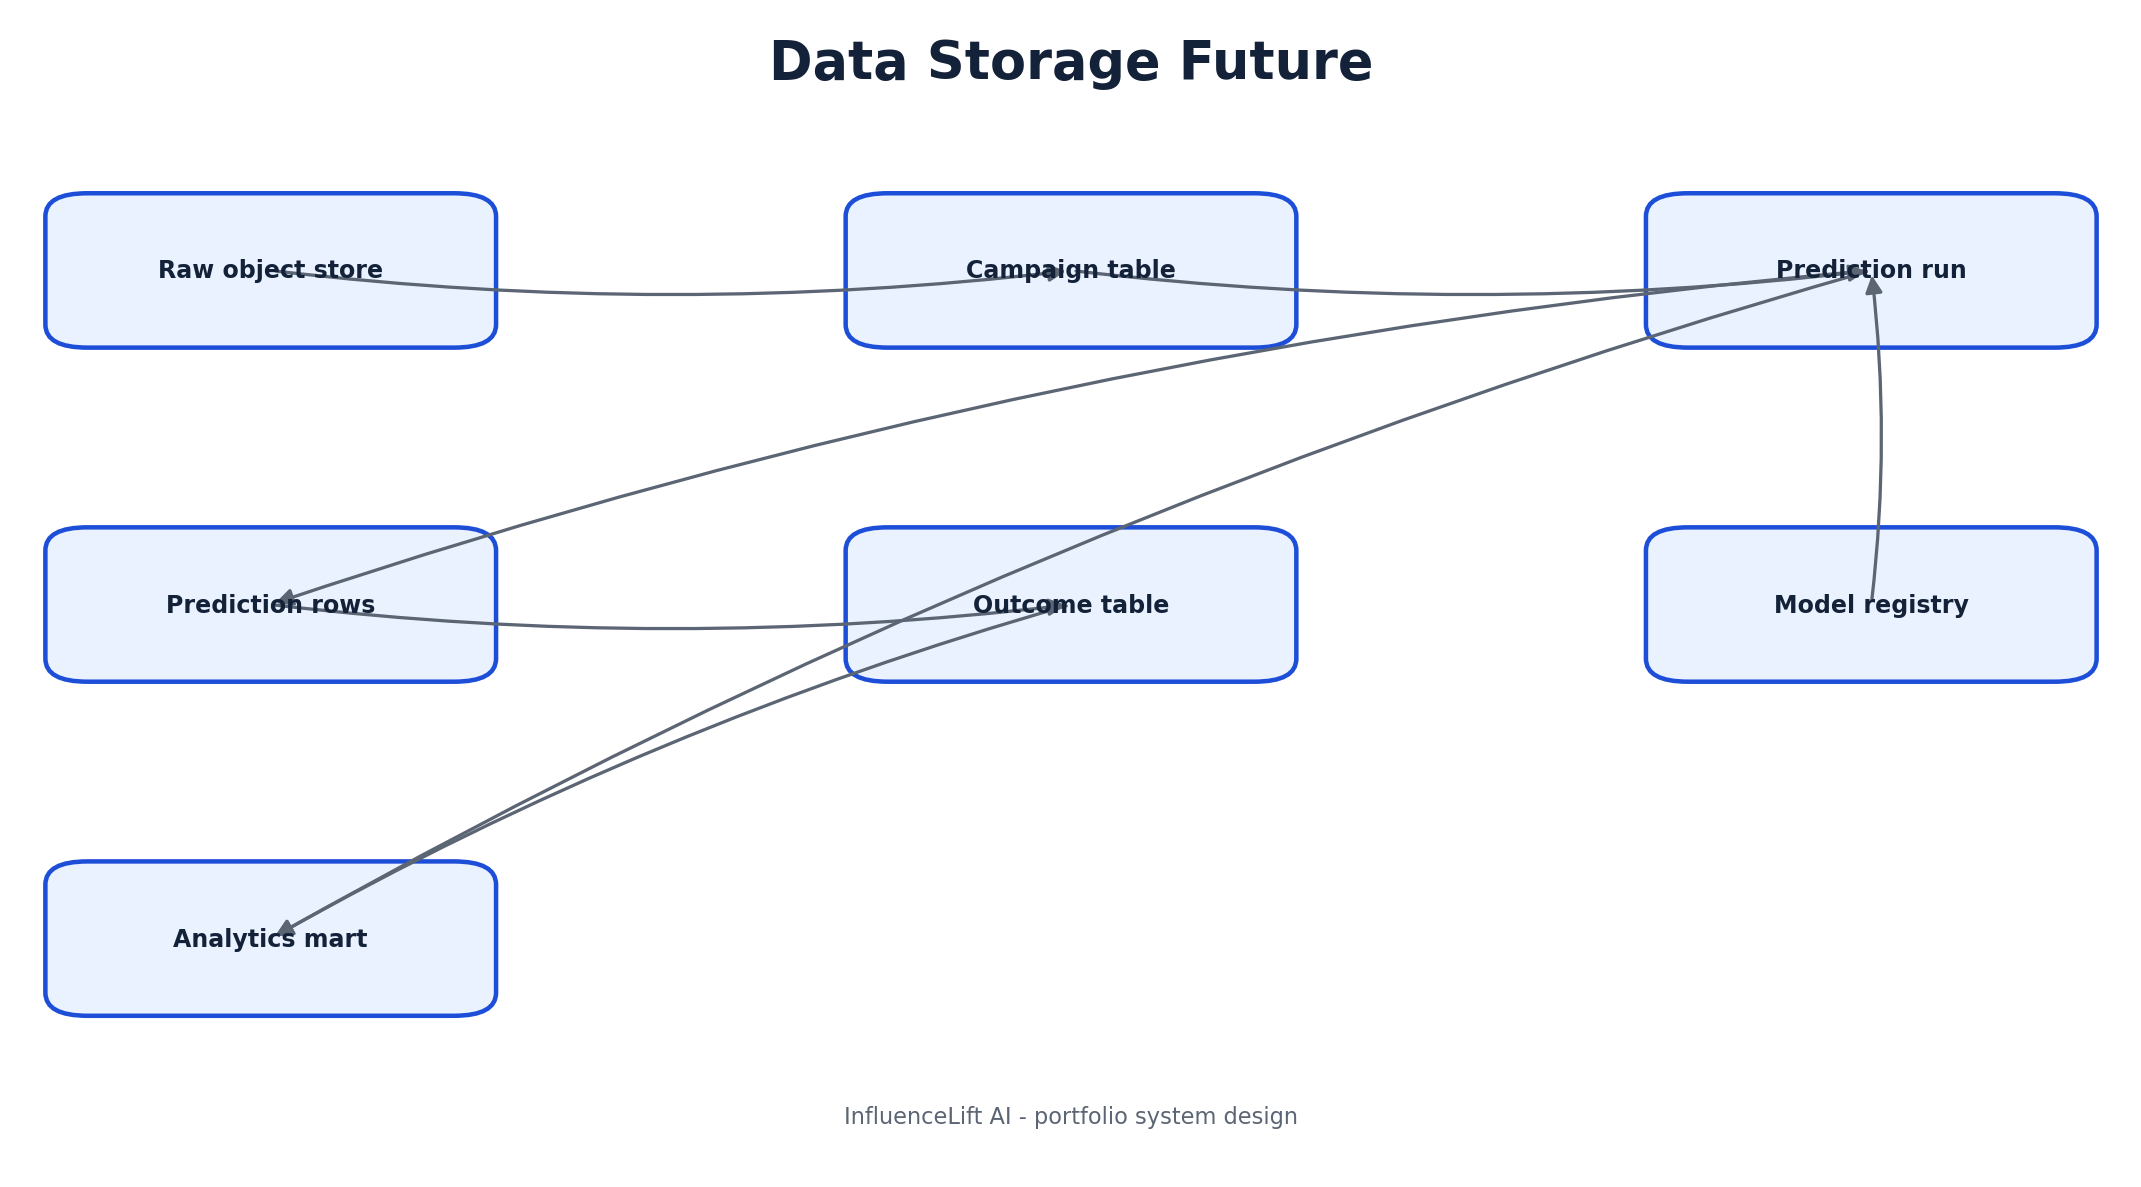 Data Storage Future
Raw object store
Campaign table
Prediction run
Prediction rows
Outcome table
Model registry
Analytics mart
InfluenceLift AI - portfolio system design